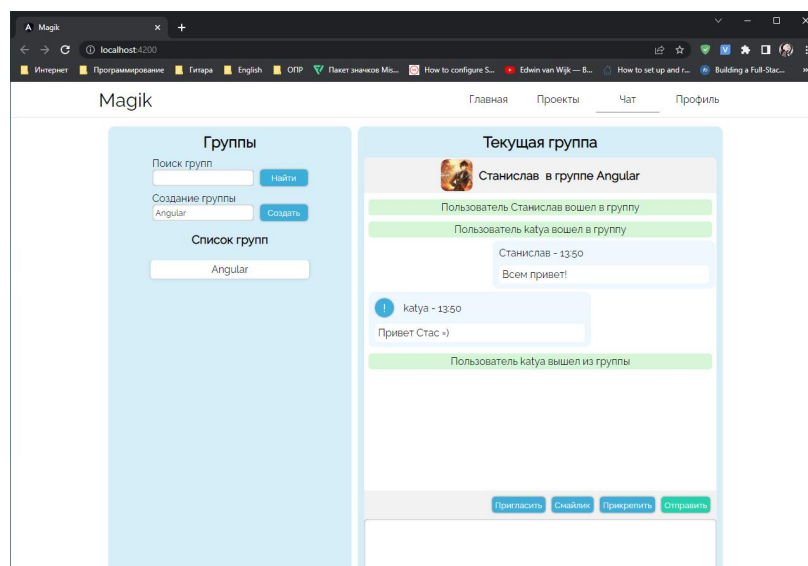 Magik
localhost:4200
Интернет Программирование Гитара English ОПР Пакет значков Mis... How to configure S... Edwin van Wijk — B... How to set up and r... Building a Full-Stac...
Magik Главная Проекты Чат Профиль
Группы
Поиск групп
Найти
Создание группы
Angular Создать
Список групп
Angular
Текущая группа
Станислав в группе Angular
Пользователь Станислав вошел в группу
Пользователь katya вошел в группу
Станислав - 13:50
Всем привет!
! katya - 13:50
Привет Стас =)
Пользователь katya вышел из группы
Пригласить Смайлик Прикрепить Отправить